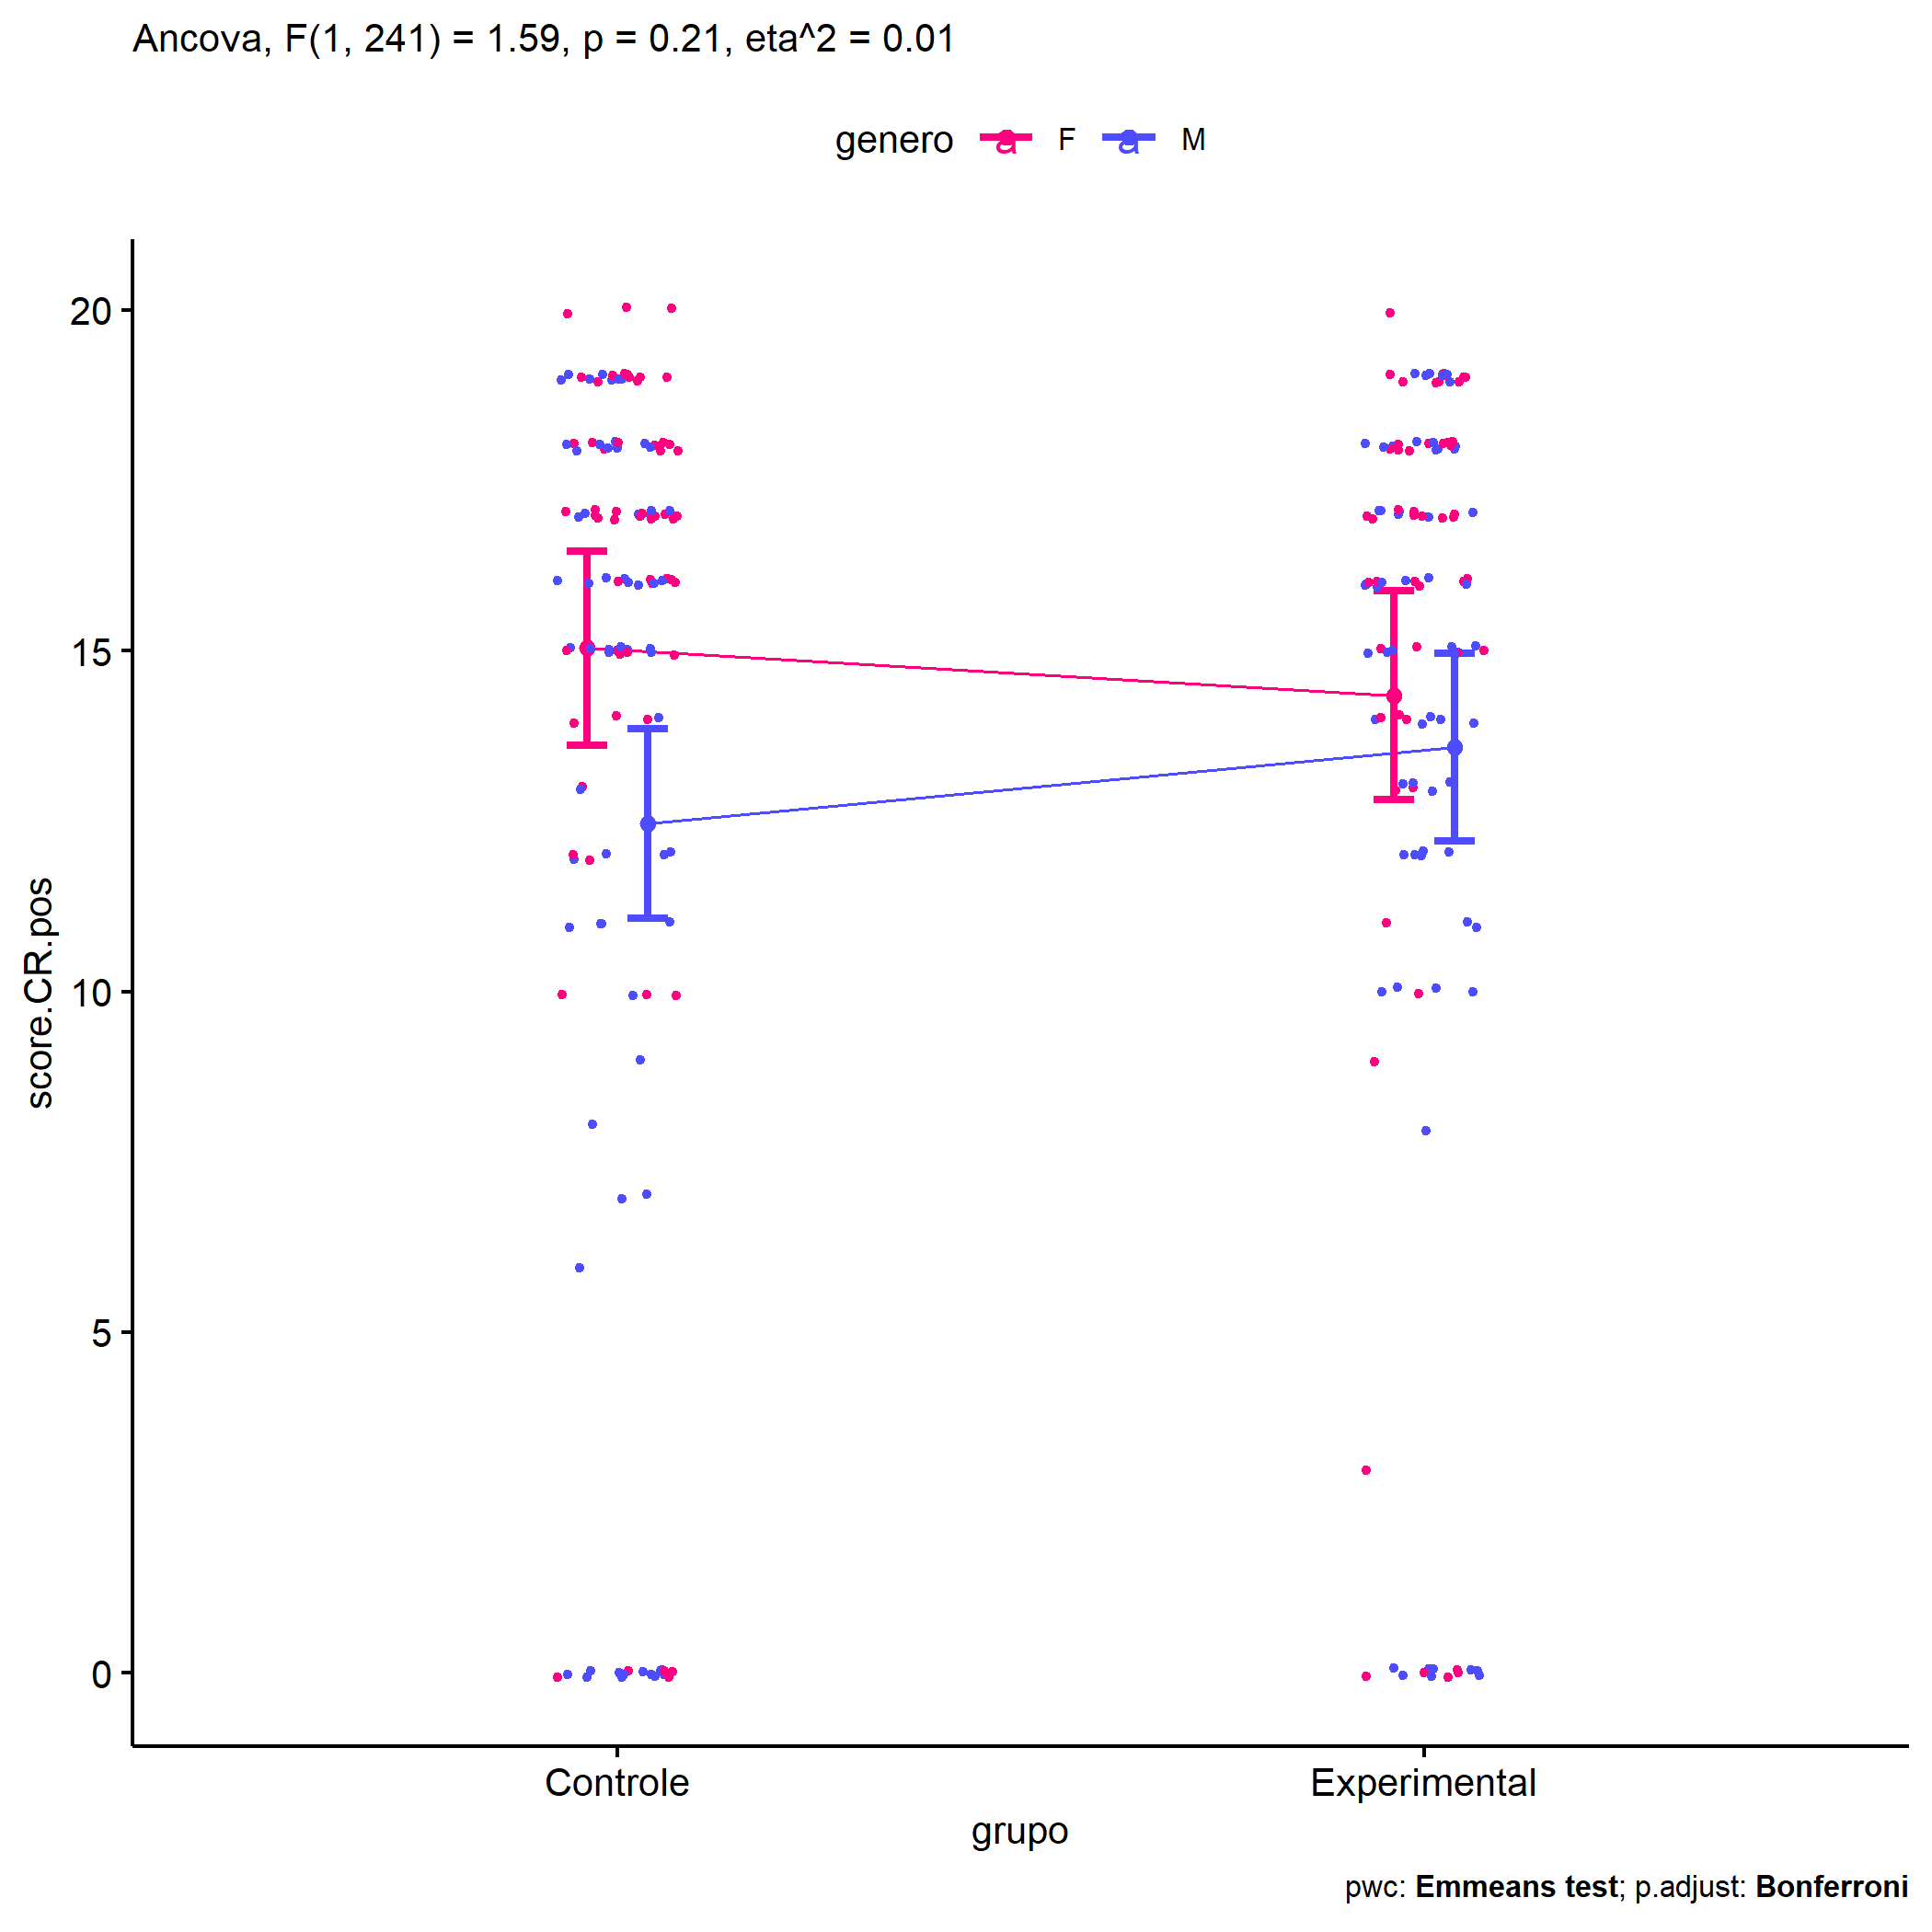 Ancova, F(1, 241) = 1.59, p = 0.21, eta^2 = 0.01
genero a F a M
20
15
10
5
0
score.CR.pos
Controle Experimental
grupo
pwc: Emmeans test; p.adjust: Bonferroni